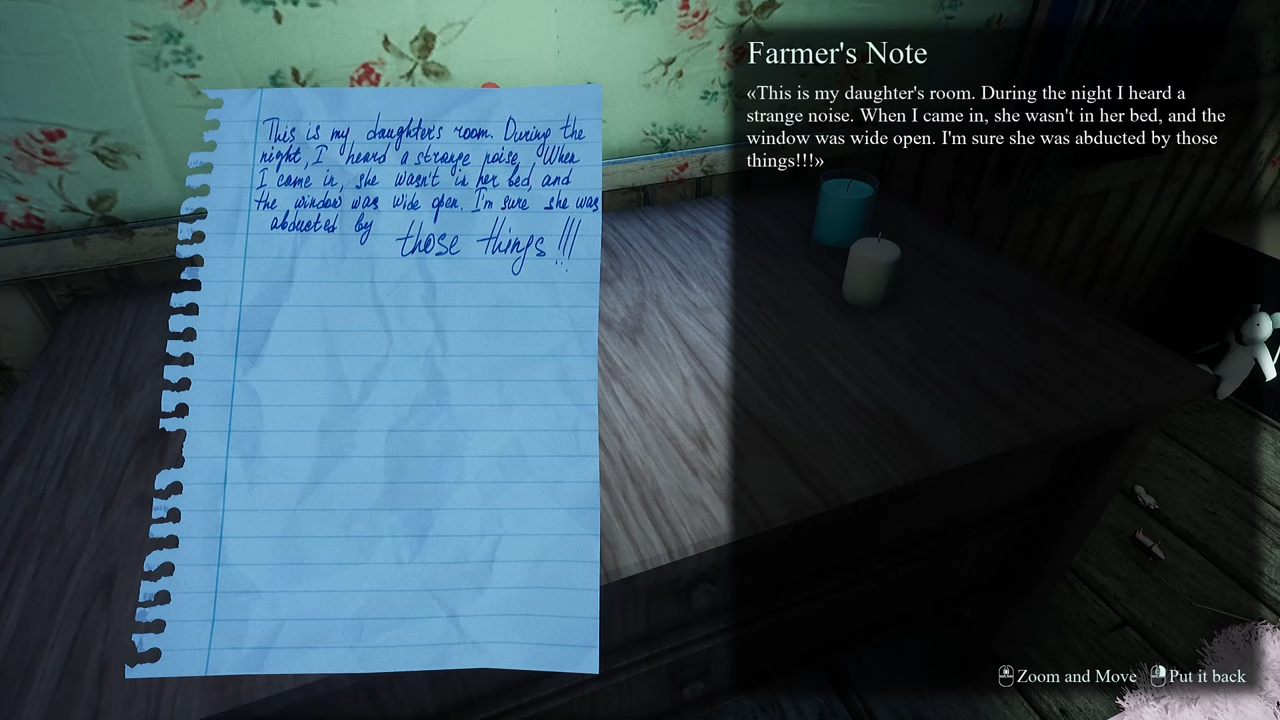 This is my daughter's room. During the
night, I heard a strange noise. When
I came in, she wasn't in her bed, and
the window was wide open. I'm sure she was
abducted by those things!!!
Farmer's Note
«This is my daughter's room. During the night I heard a
strange noise. When I came in, she wasn't in her bed, and the
window was wide open. I'm sure she was abducted by those
things!!!»
Zoom and Move Put it back